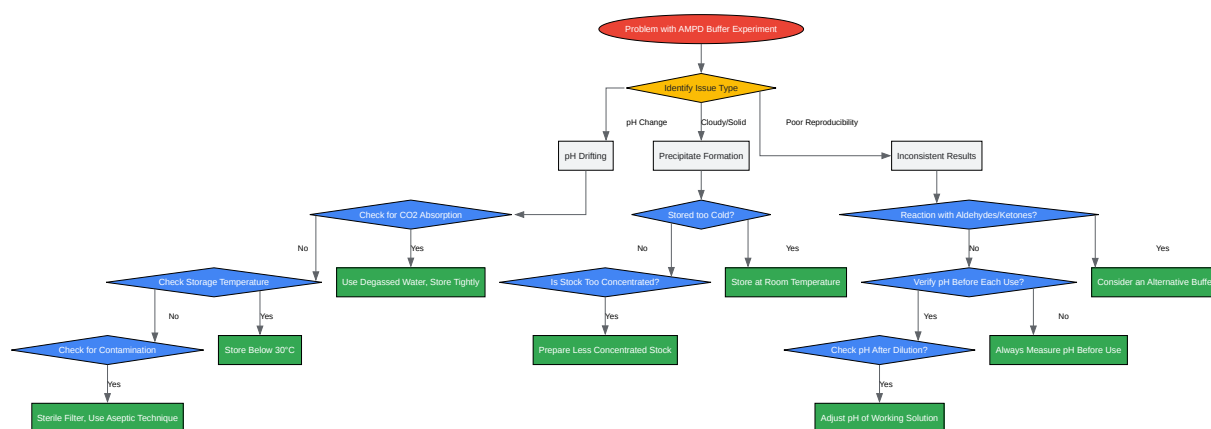 Problem with AMPD Buffer Experiment
Identify Issue Type
pH Change
Cloudy/Solid
Poor Reproducibility
pH Drifting
Precipitate Formation
Inconsistent Results
Check for CO2 Absorption
Stored too Cold?
Reaction with Aldehydes/Ketones?
No
Yes
No
Yes
No
Yes
Check Storage Temperature
Use Degassed Water, Store Tightly
Is Stock Too Concentrated?
Store at Room Temperature
Verify pH Before Each Use?
Consider an Alternative Buffe
No
Yes
Yes
Yes
No
Check for Contamination
Store Below 30°C
Prepare Less Concentrated Stock
Check pH After Dilution?
Always Measure pH Before Use
Yes
Yes
Sterile Filter, Use Aseptic Technique
Adjust pH of Working Solution